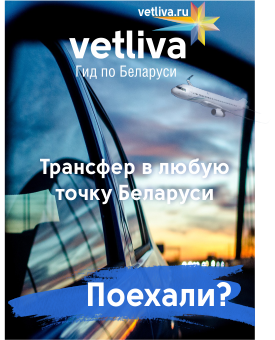 vetliva.ru
vetliva
Гид по Беларуси
Трансфер в любую
точку Беларуси
Поехали?